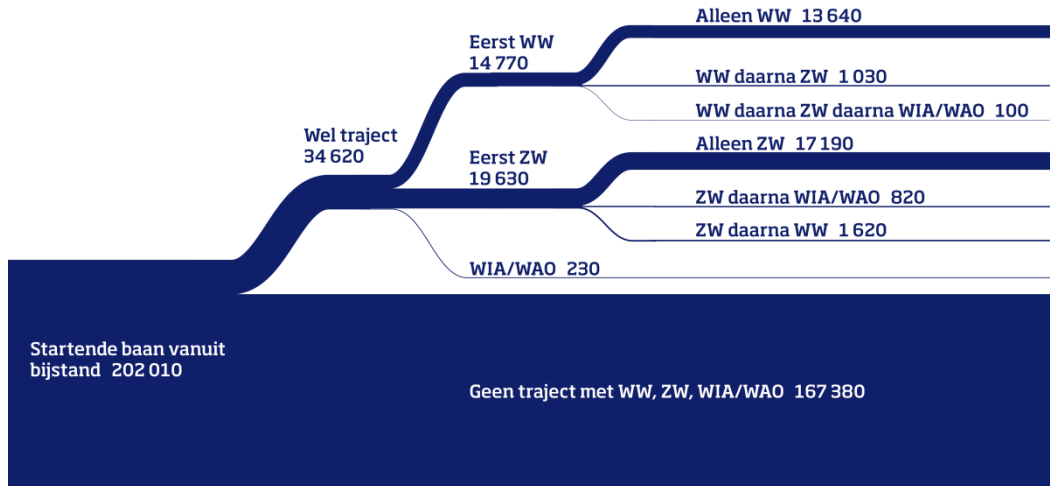 Alleen WW 13 640
Eerst WW
14 770
WW daarna ZW 1 030
WW daarna ZW daarna WIA/WAO 100
Wel traject
34 620
Alleen ZW 17 190
Eerst ZW
19 630
ZW daarna WIA/WAO 820
ZW daarna WW 1 620
WIA/WAO 230
Startende baan vanuit
bijstand 202 010
Geen traject met WW, ZW, WIA/WAO 167 380